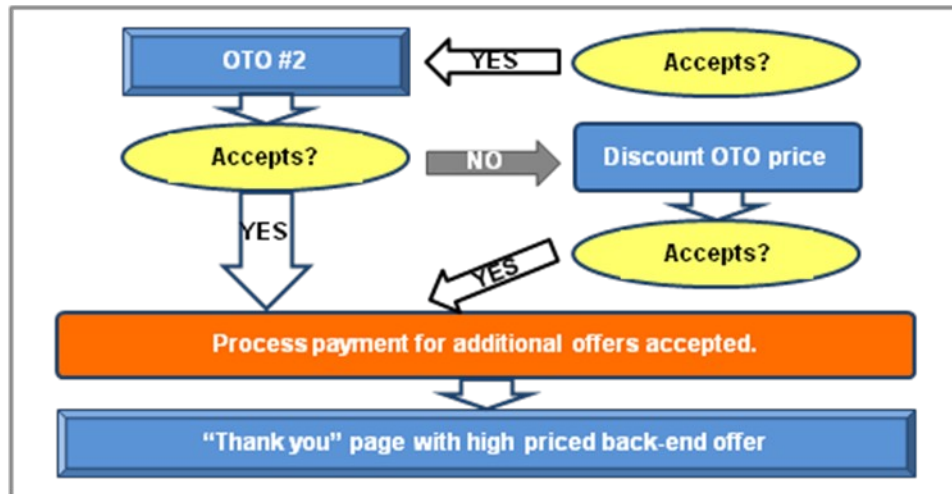 OTO #2
YES
Accepts?
Accepts?
NO
Discount OTO price
YES
Accepts?
YES
Process payment for additional offers accepted.
“Thank you” page with high priced back-end offer